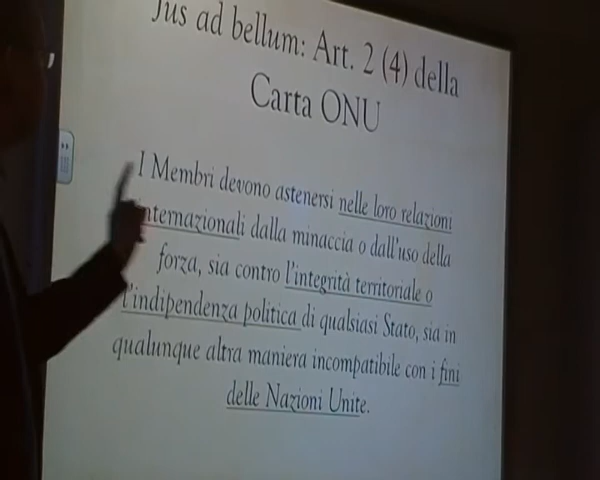 Jus ad bellum: Art. 2 (4) della
Carta ONU
I Membri devono astenersi nelle loro relazioni
internazionali dalla minaccia o dall'uso della
forza, sia contro l'integrità territoriale o
l'indipendenza politica di qualsiasi Stato, sia in
qualunque altra maniera incompatibile con i fini
delle Nazioni Unite.